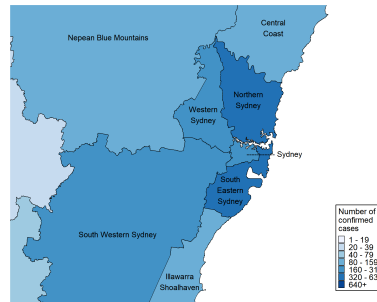 Central
Coast
Nepean Blue Mountains
Northern
Sydney
Western
Sydney
Sydney
South
Eastern
Sydney
South Western Sydney
Illawarra
Shoalhaven
Number of
confirmed
cases
1 - 19
20 - 39
40 - 79
80 - 159
160 - 31
320 - 63
640+